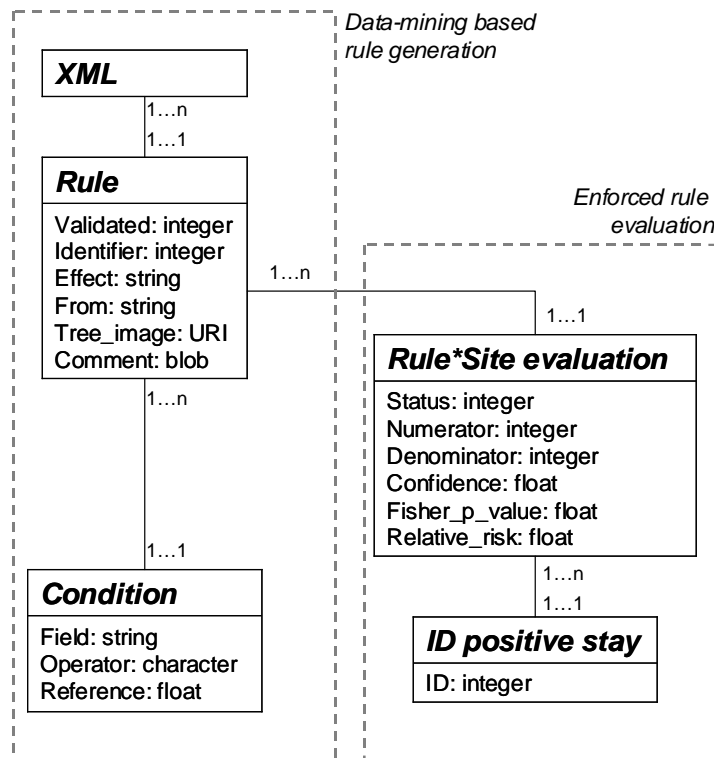 Data-mining based
rule generation
XML
1…n
1…1
Rule
Validated: integer
Identifier: integer
Effect: string
From: string
Tree_image: URI
Comment: blob
1…n
1…1
Condition
Field: string
Operator: character
Reference: float
Enforced rule
evaluation
1…n
1…1
Rule*Site evaluation
Status: integer
Numerator: integer
Denominator: integer
Confidence: float
Fisher_p_value: float
Relative_risk: float
1…n
1…1
ID positive stay
ID: integer